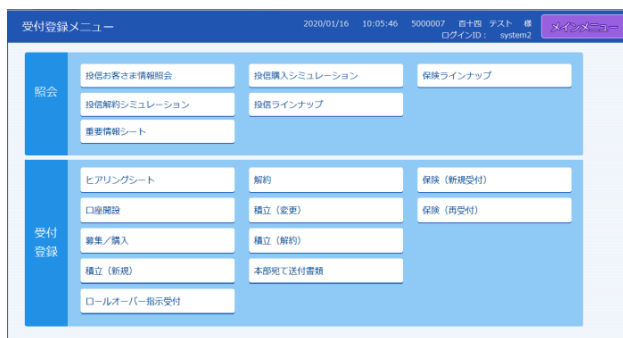 受付登録メニュー
2020/01/16 10:05:46 5000007 百十四 テスト 様
ログインID： system2
メインメニュー
照会
投信お客さま情報照会
投信購入シミュレーション
保険ラインナップ
投信解約シミュレーション
投信ラインナップ
重要情報シート
受付
登録
ヒアリングシート
解約
保険（新規受付）
口座開設
積立（変更）
保険（再受付）
募集／購入
積立（解約）
積立（新規）
本部宛て送付書類
ロールオーバー指示受付